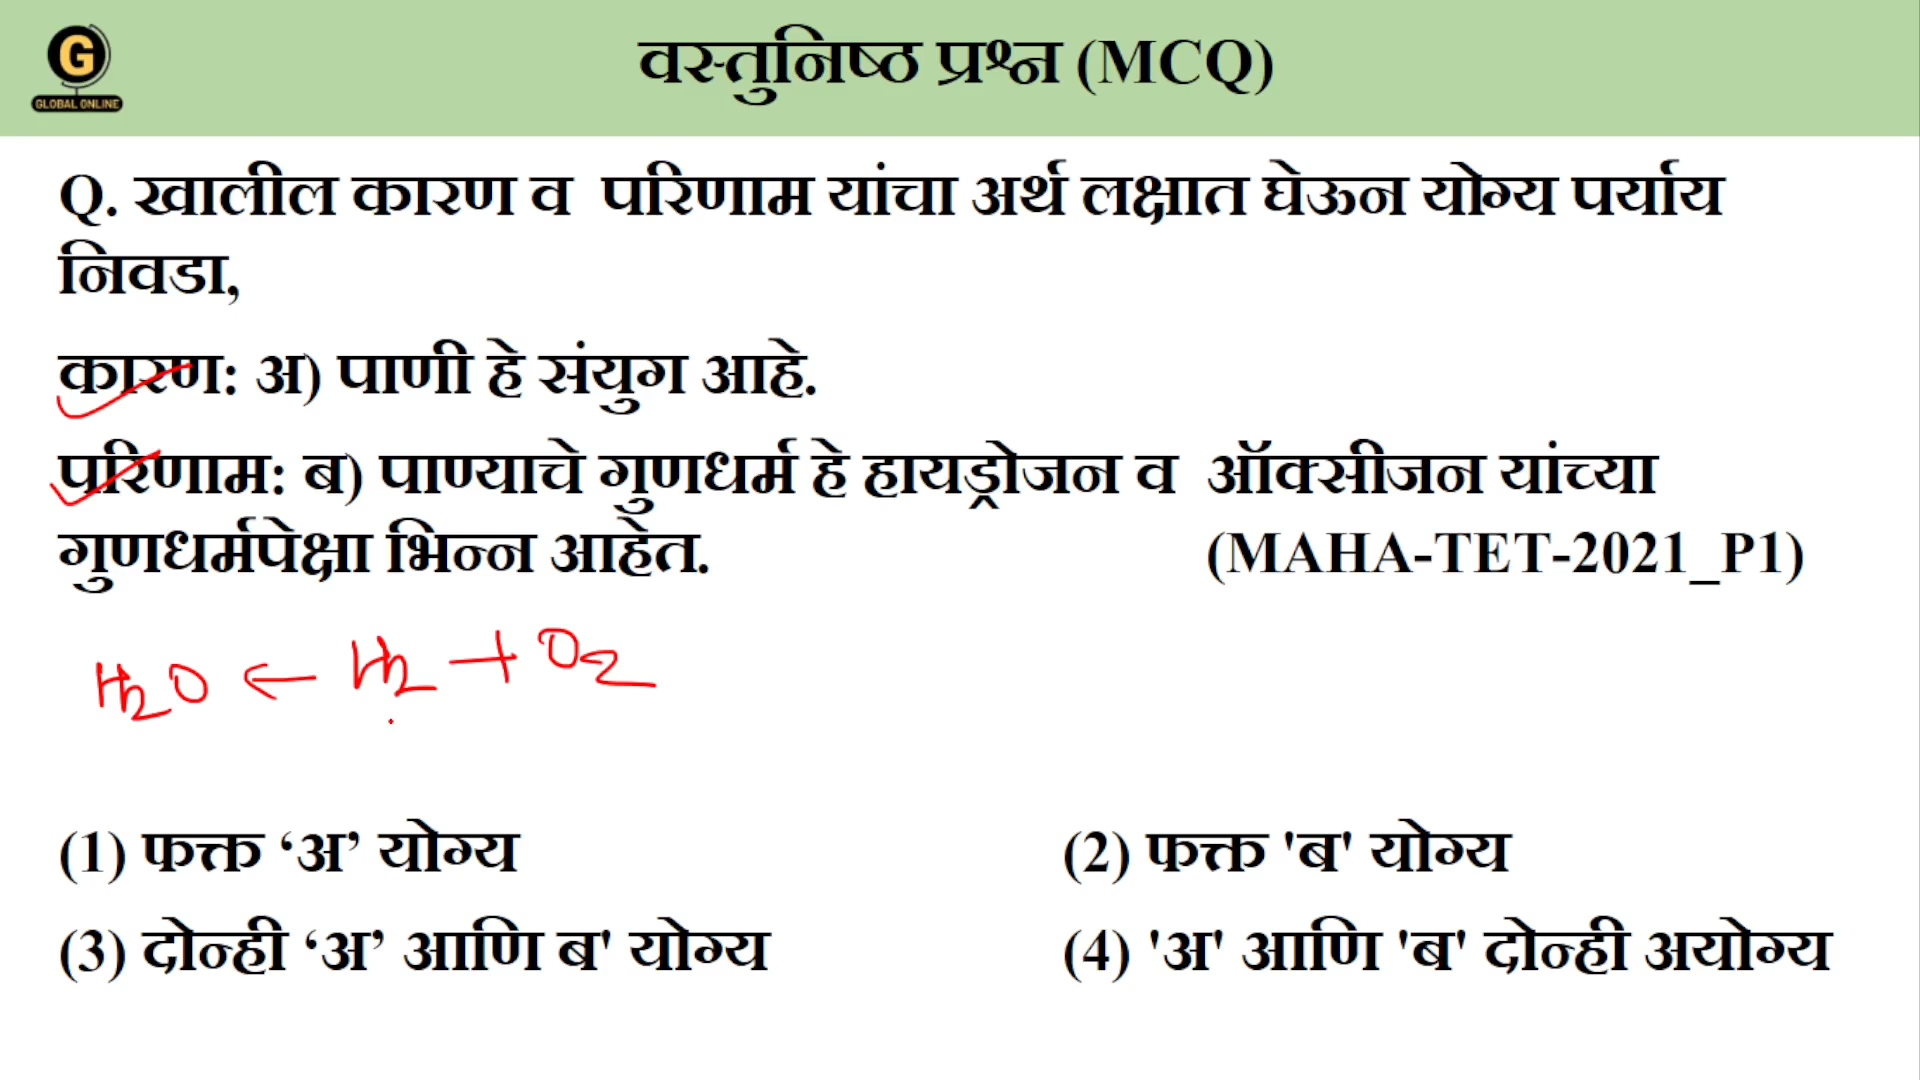 G
GLOBAL ONLINE
वस्तुनिष्ठ प्रश्न (MCQ)
Q. खालील कारण व परिणाम यांचा अर्थ लक्षात घेऊन योग्य पर्याय
निवडा,
कारण: अ) पाणी हे संयुग आहे.
परिणाम: ब) पाण्याचे गुणधर्म हे हायड्रोजन व ऑक्सीजन यांच्या
गुणधर्मपेक्षा भिन्न आहेत. (MAHA-TET-2021_P1)
H2O ← H2 + O2
(1) फक्त ‘अ’ योग्य (2) फक्त 'ब' योग्य
(3) दोन्ही ‘अ’ आणि ब' योग्य (4) 'अ' आणि 'ब' दोन्ही अयोग्य